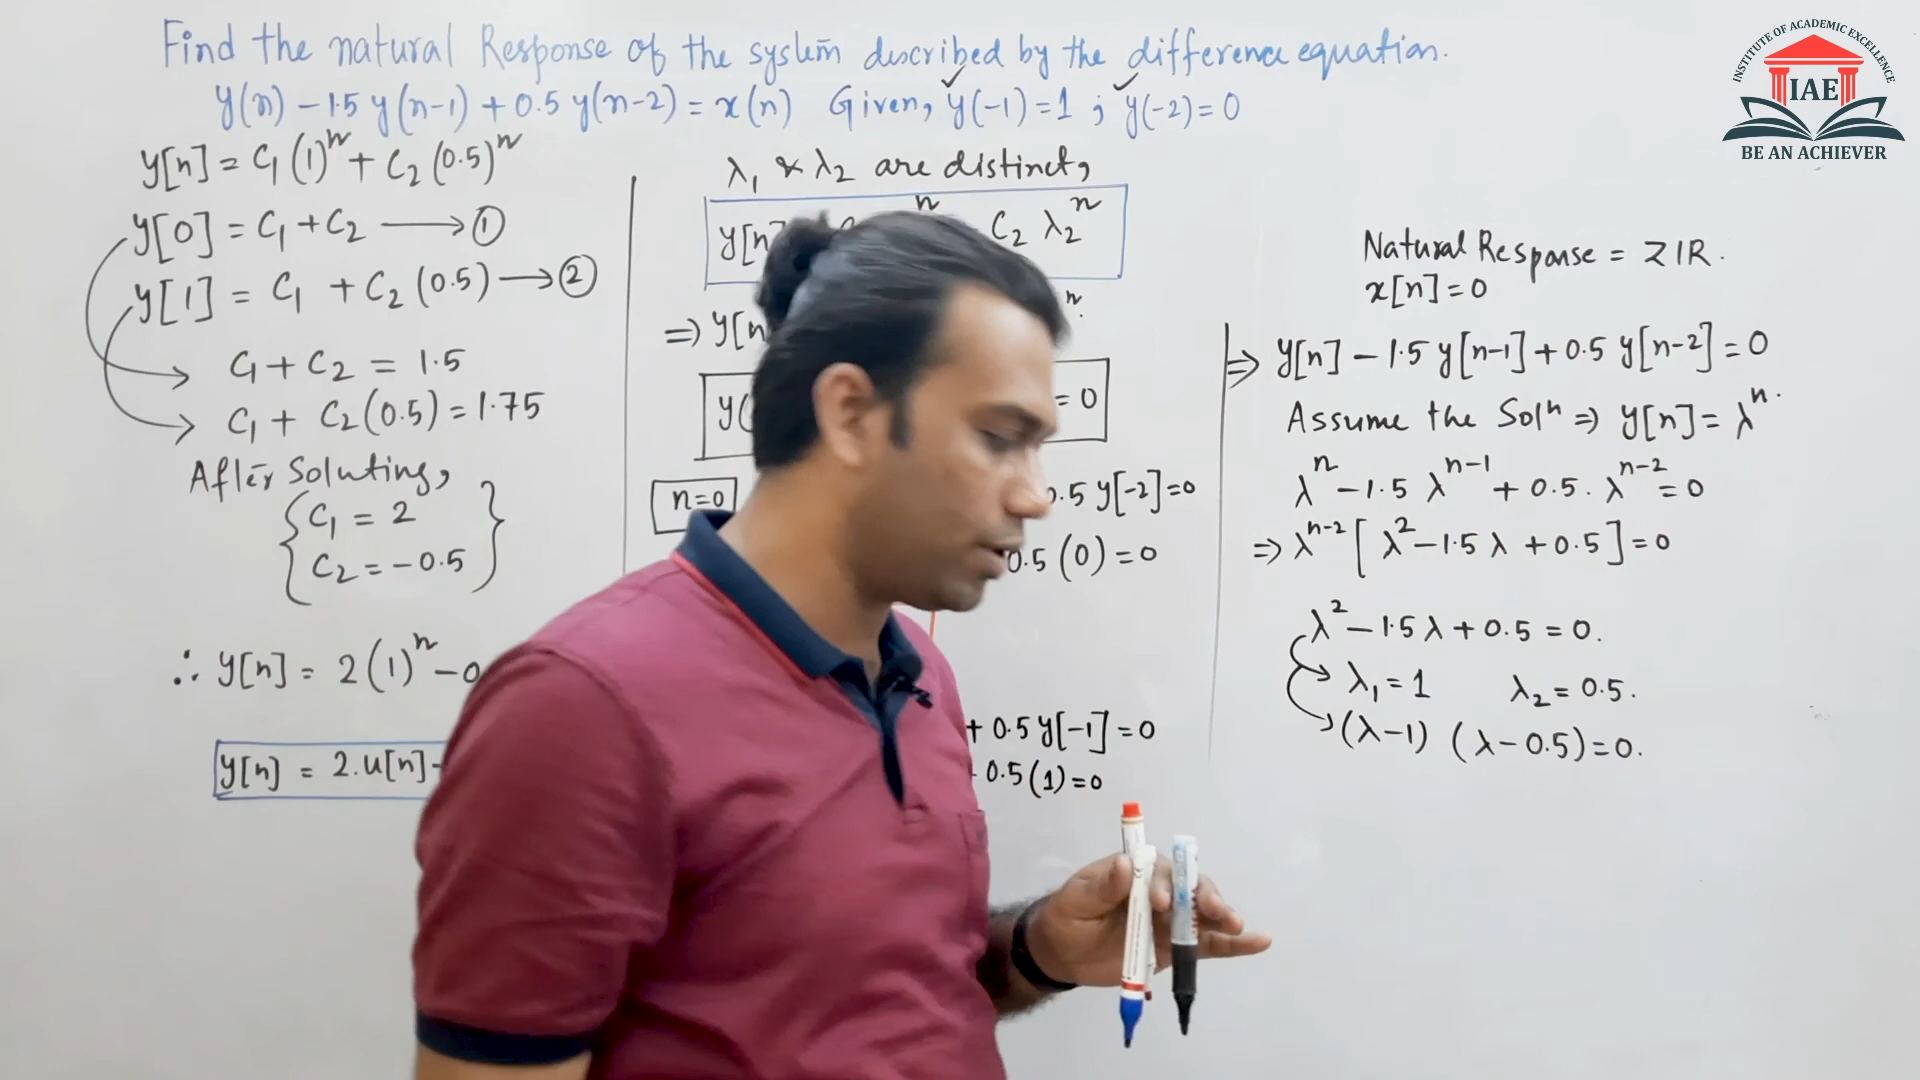 Find the natural Response of the system described by the difference equation.
y(n) - 1.5 y(n-1) + 0.5 y(n-2) = x(n) Given, y(-1) = 1 ; y(-2) = 0
y[n] = C₁ (1)ⁿ + C₂ (0.5)ⁿ
y[0] = C₁ + C₂ → ①
y[1] = C₁ + C₂ (0.5) → ②
C₁ + C₂ = 1.5
C₁ + C₂ (0.5) = 1.75
After Soluting,
C₁ = 2
C₂ = -0.5
∴ y[n] = 2 (1)ⁿ - 0
y[n] = 2.u[n] -
λ₁ & λ₂ are distinct,
y[n] n C₂ λ₂ⁿ
⇒ y[n n.
y( = 0
n=0 0.5 y[-2] = 0
0.5 (0) = 0
+ 0.5 y[-1] = 0
0.5 (1) = 0
Natural Response = ZIR.
x[n] = 0
⇒ y[n] - 1.5 y[n-1] + 0.5 y[n-2] = 0
Assume the Solⁿ ⇒ y[n] = λⁿ.
λⁿ - 1.5 λⁿ⁻¹ + 0.5 . λⁿ⁻² = 0
⇒ λⁿ⁻² [ λ² - 1.5 λ + 0.5 ] = 0
λ² - 1.5 λ + 0.5 = 0.
λ₁ = 1 λ₂ = 0.5.
(λ-1) (λ-0.5) = 0.
INSTITUTE OF ACADEMIC EXCELLENCE
IAE
BE AN ACHIEVER